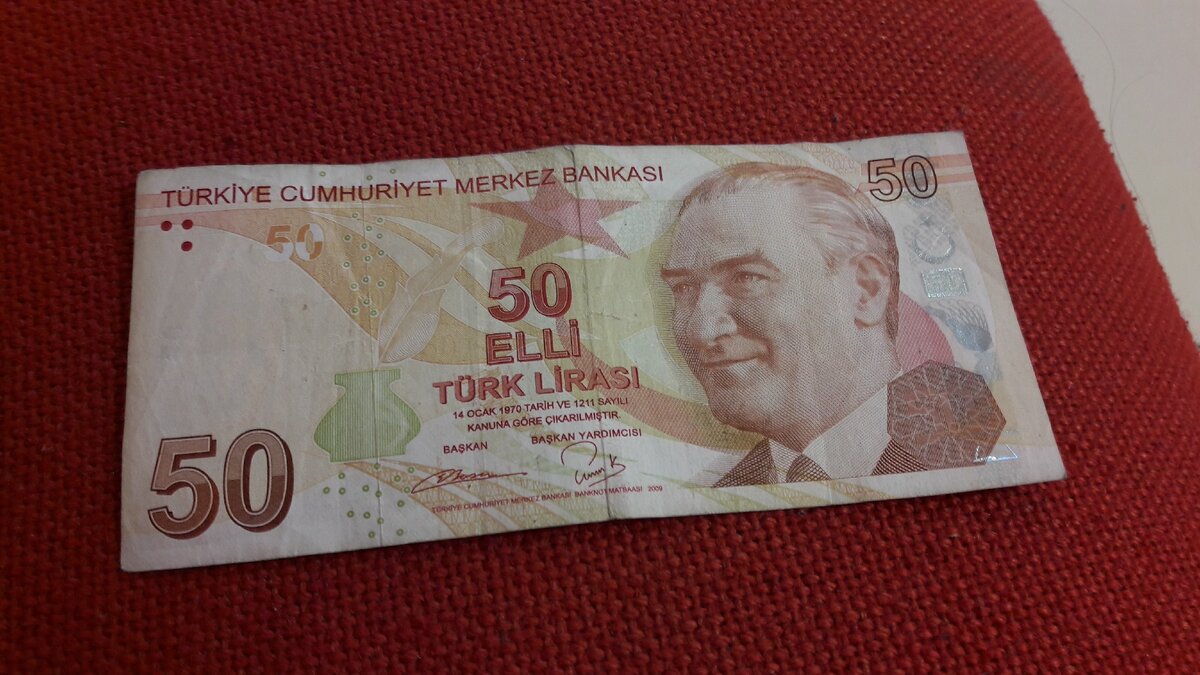 TÜRKİYE CUMHURİYET MERKEZ BANKASI
50
50
50
ELLİ
TÜRK LİRASI
14 OCAK 1970 TARİH VE 1211 SAYILI
KANUNA GÖRE ÇIKARILMIŞTIR.
BAŞKAN BAŞKAN YARDIMCISI
50
TÜRKİYE CUMHURİYET MERKEZ BANKASI BANKNOT MATBAASI 2009